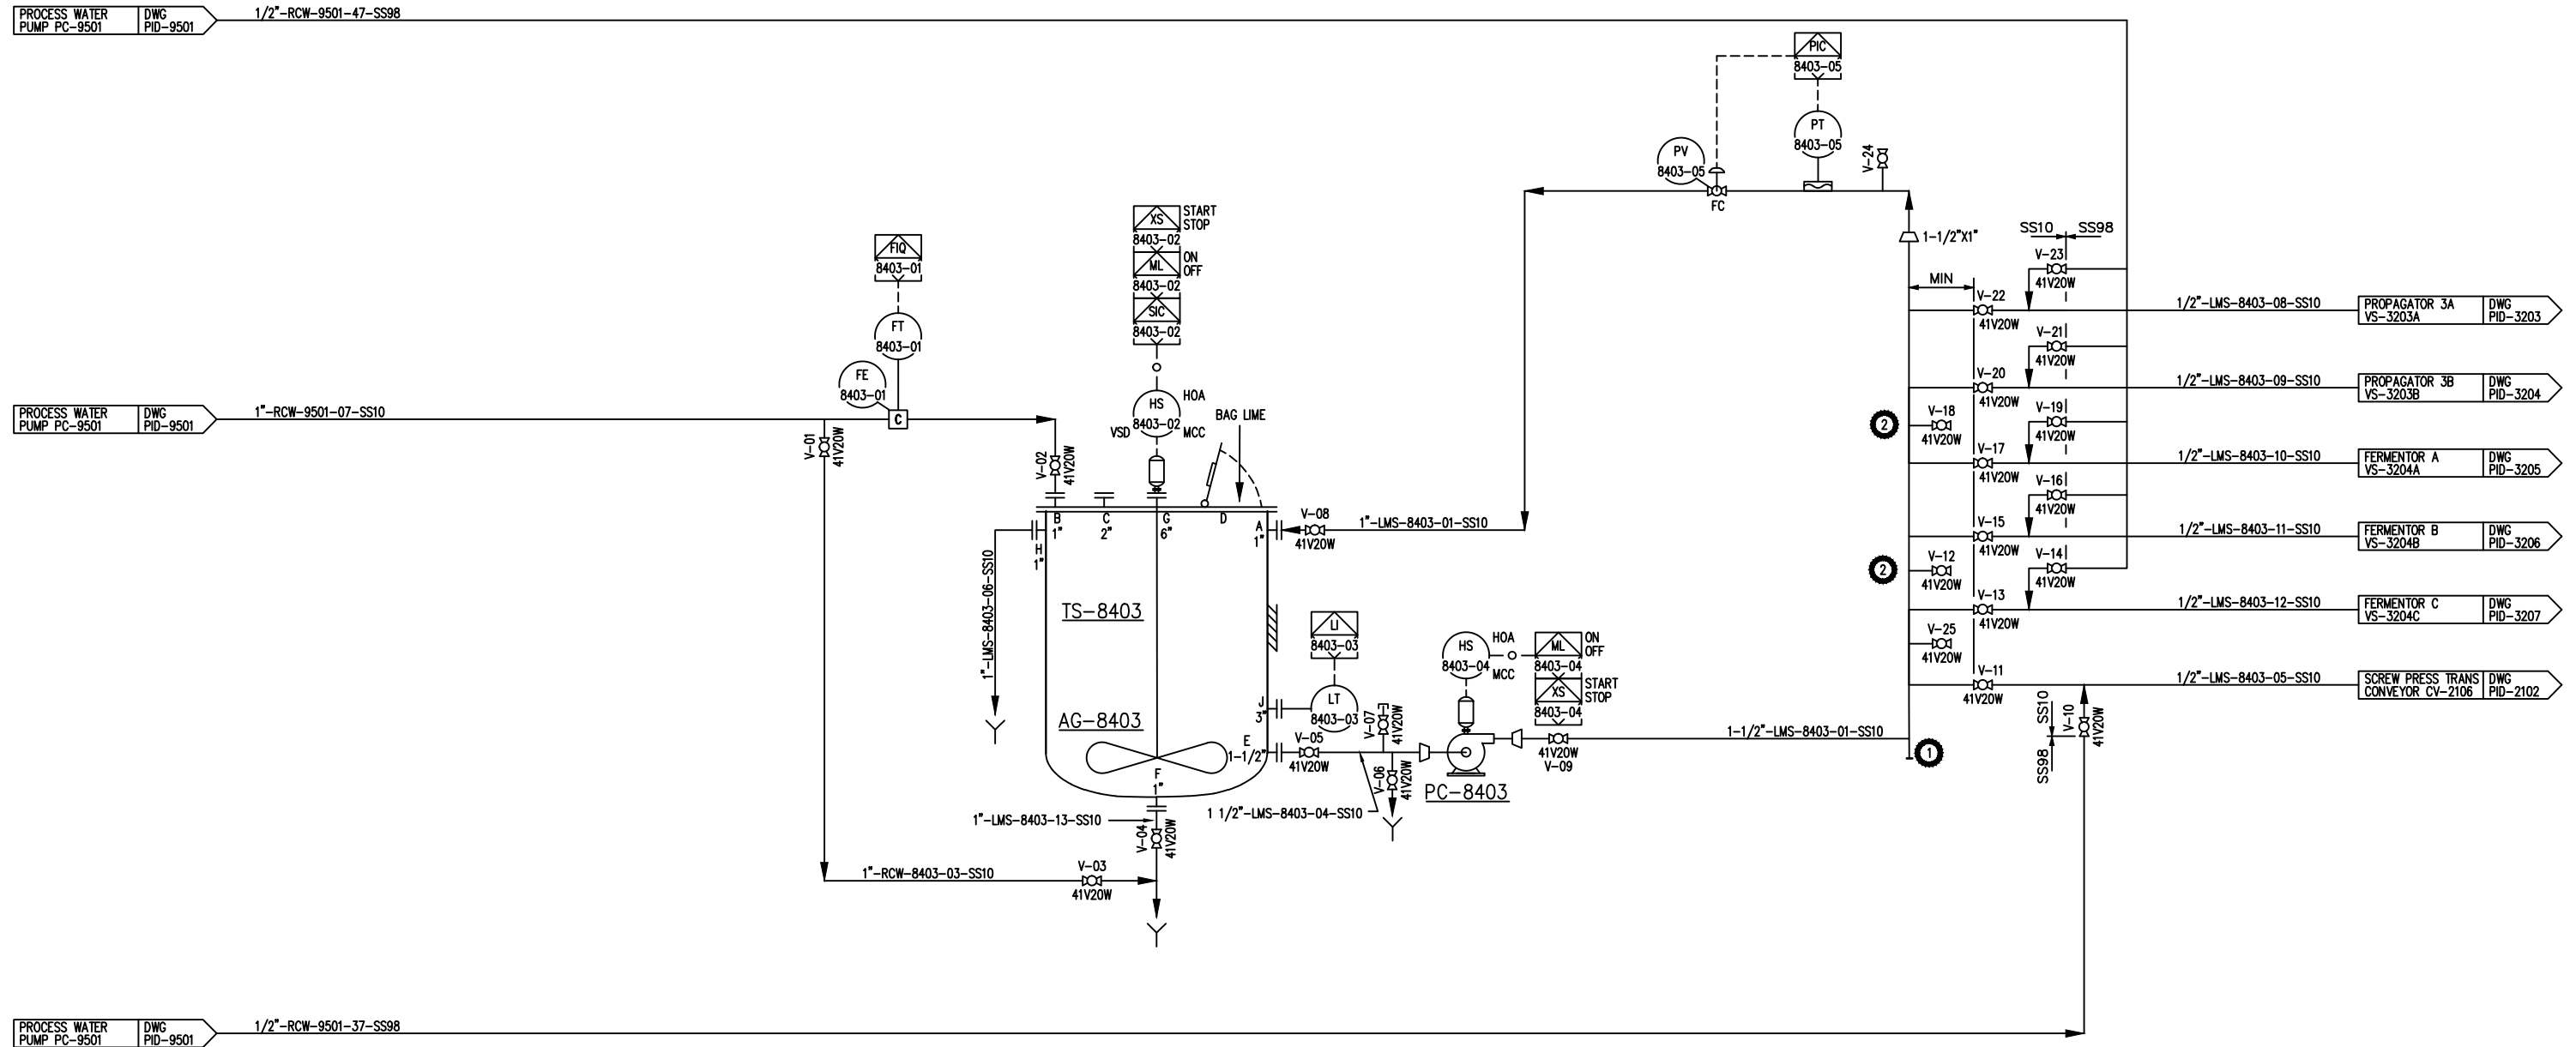 PROCESS WATER
PUMP PC-9501
DWG
PID-9501
1/2"-RCW-9501-47-SS98
PIC
8403-05
PT
8403-05
PV
8403-05
FC
V-24
1-1/2"X1"
SS10
SS98
XS
8403-02
START
STOP
ML
8403-02
ON
OFF
SIC
8403-02
HS
8403-02
HOA
VSD
MCC
FIQ
8403-01
FT
8403-01
FE
8403-01
C
PROCESS WATER
PUMP PC-9501
DWG
PID-9501
1"-RCW-9501-07-SS10
V-01
41V20W
V-02
41V20W
BAG LIME
B
1"
C
2"
G
6"
D
A
1"
H
1"
V-08
41V20W
1"-LMS-8403-01-SS10
1"-LMS-8403-06-SS10
TS-8403
AG-8403
J
3"
E
1-1/2"
F
1"
LI
8403-03
LT
8403-03
V-05
41V20W
V-07
41V20W
V-06
41V20W
HS
8403-04
HOA
MCC
ML
8403-04
ON
OFF
XS
8403-04
START
STOP
PC-8403
41V20W
V-09
1-1/2"-LMS-8403-01-SS10
1 1/2"-LMS-8403-04-SS10
1"-LMS-8403-13-SS10
V-04
41V20W
1"-RCW-8403-03-SS10
V-03
41V20W
MIN
V-23
41V20W
V-22
41V20W
1/2"-LMS-8403-08-SS10
PROPAGATOR 3A
VS-3203A
DWG
PID-3203
V-21
41V20W
V-20
41V20W
1/2"-LMS-8403-09-SS10
PROPAGATOR 3B
VS-3203B
DWG
PID-3204
2
V-18
41V20W
V-19
41V20W
V-17
41V20W
1/2"-LMS-8403-10-SS10
FERMENTOR A
VS-3204A
DWG
PID-3205
V-16
41V20W
V-15
41V20W
1/2"-LMS-8403-11-SS10
FERMENTOR B
VS-3204B
DWG
PID-3206
2
V-12
41V20W
V-14
41V20W
V-13
41V20W
1/2"-LMS-8403-12-SS10
FERMENTOR C
VS-3204C
DWG
PID-3207
V-25
41V20W
V-11
41V20W
1/2"-LMS-8403-05-SS10
SCREW PRESS TRANS
CONVEYOR CV-2106
DWG
PID-2102
SS10
SS98
V-10
41V20W
1
PROCESS WATER
PUMP PC-9501
DWG
PID-9501
1/2"-RCW-9501-37-SS98